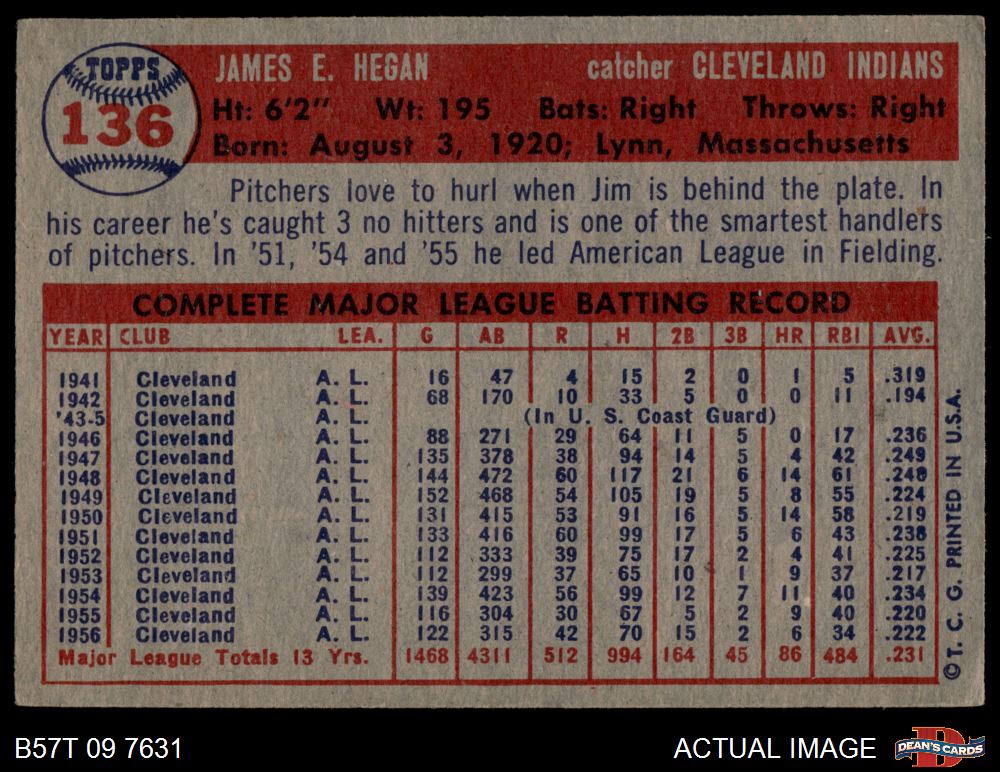 TOPPS
136
JAMES E. HEGAN catcher CLEVELAND INDIANS
Ht: 6'2" Wt: 195 Bats: Right Throws: Right
Born: August 3, 1920; Lynn, Massachusetts
Pitchers love to hurl when Jim is behind the plate. In
his career he's caught 3 no hitters and is one of the smartest handlers
of pitchers. In '51, '54 and '55 he led American League in Fielding.
COMPLETE MAJOR LEAGUE BATTING RECORD
YEAR CLUB LEA. G AB R H 2B 3B HR RBI AVG.
1941 Cleveland A. L. 16 47 4 15 2 0 1 5 .319
1942 Cleveland A. L. 68 170 10 33 5 0 0 11 .194
'43-5 Cleveland A. L. (In U. S. Coast Guard)
1946 Cleveland A. L. 88 271 29 64 11 5 0 17 .236
1947 Cleveland A. L. 135 378 38 94 14 5 4 42 .249
1948 Cleveland A. L. 144 472 60 117 21 6 14 61 .248
1949 Cleveland A. L. 152 468 54 105 19 5 8 55 .224
1950 Cleveland A. L. 131 415 53 91 16 5 14 58 .219
1951 Cleveland A. L. 133 416 60 99 17 5 6 43 .238
1952 Cleveland A. L. 112 333 39 75 17 2 4 41 .225
1953 Cleveland A. L. 112 299 37 65 10 1 9 37 .217
1954 Cleveland A. L. 139 423 56 99 12 7 11 40 .234
1955 Cleveland A. L. 116 304 30 67 5 2 9 40 .220
1956 Cleveland A. L. 122 315 42 70 15 2 6 34 .222
Major League Totals 13 Yrs. 1468 4311 512 994 164 45 86 484 .231
© T. C. G. PRINTED IN U.S.A.
B57T 09 7631 ACTUAL IMAGE
D
DEAN'S CARDS